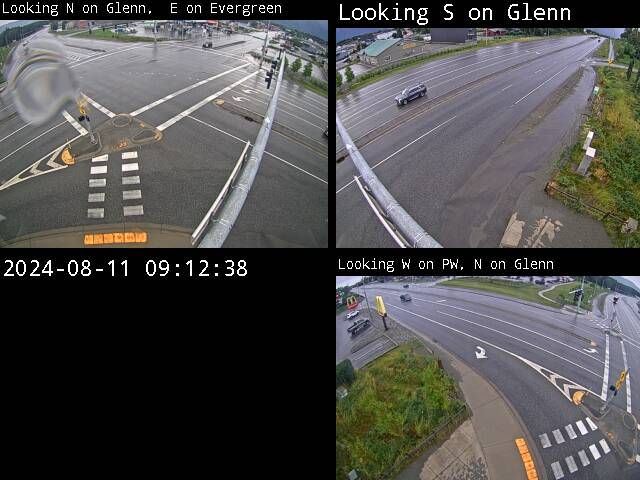 Looking N on Glenn, E on Evergreen
Looking S on Glenn
2024-08-11 09:12:38
Looking W on PW, N on Glenn